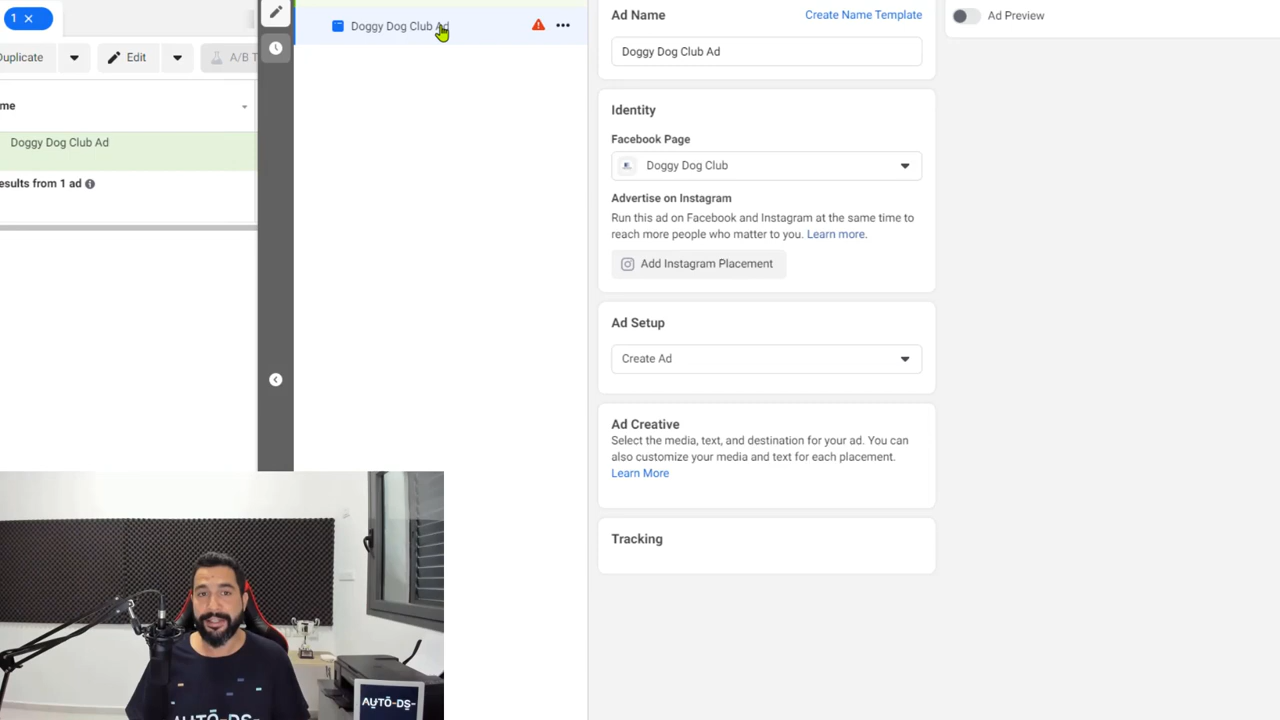 1 ×
uplicate
Edit
A/B T
me
Doggy Dog Club Ad
esults from 1 ad
Doggy Dog Club Ad
Ad Name
Create Name Template
Doggy Dog Club Ad
Identity
Facebook Page
Doggy Dog Club
Advertise on Instagram
Run this ad on Facebook and Instagram at the same time to
reach more people who matter to you. Learn more.
Add Instagram Placement
Ad Setup
Create Ad
Ad Creative
Select the media, text, and destination for your ad. You can
also customize your media and text for each placement.
Learn More
Tracking
Ad Preview
AUTO-DS-
AUTŌ-DS-